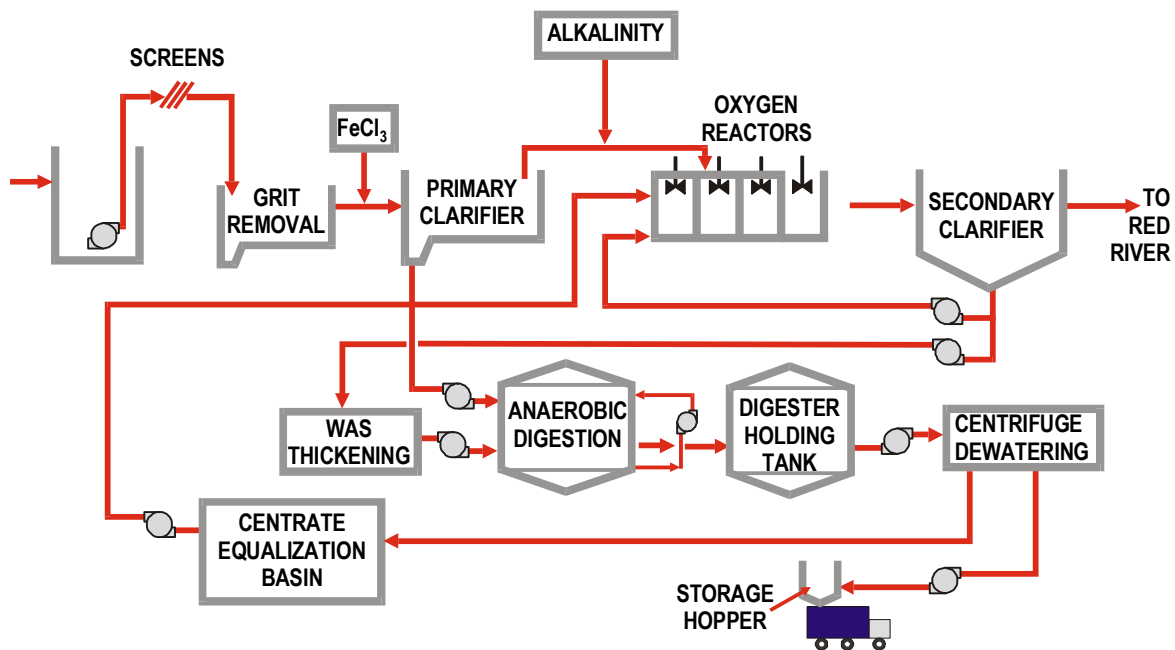 ALKALINITY
SCREENS
FeCl₃
OXYGEN
REACTORS
GRIT
REMOVAL
PRIMARY
CLARIFIER
SECONDARY
CLARIFIER
TO
RED
RIVER
WAS
THICKENING
ANAEROBIC
DIGESTION
DIGESTER
HOLDING
TANK
CENTRIFUGE
DEWATERING
CENTRATE
EQUALIZATION
BASIN
STORAGE
HOPPER